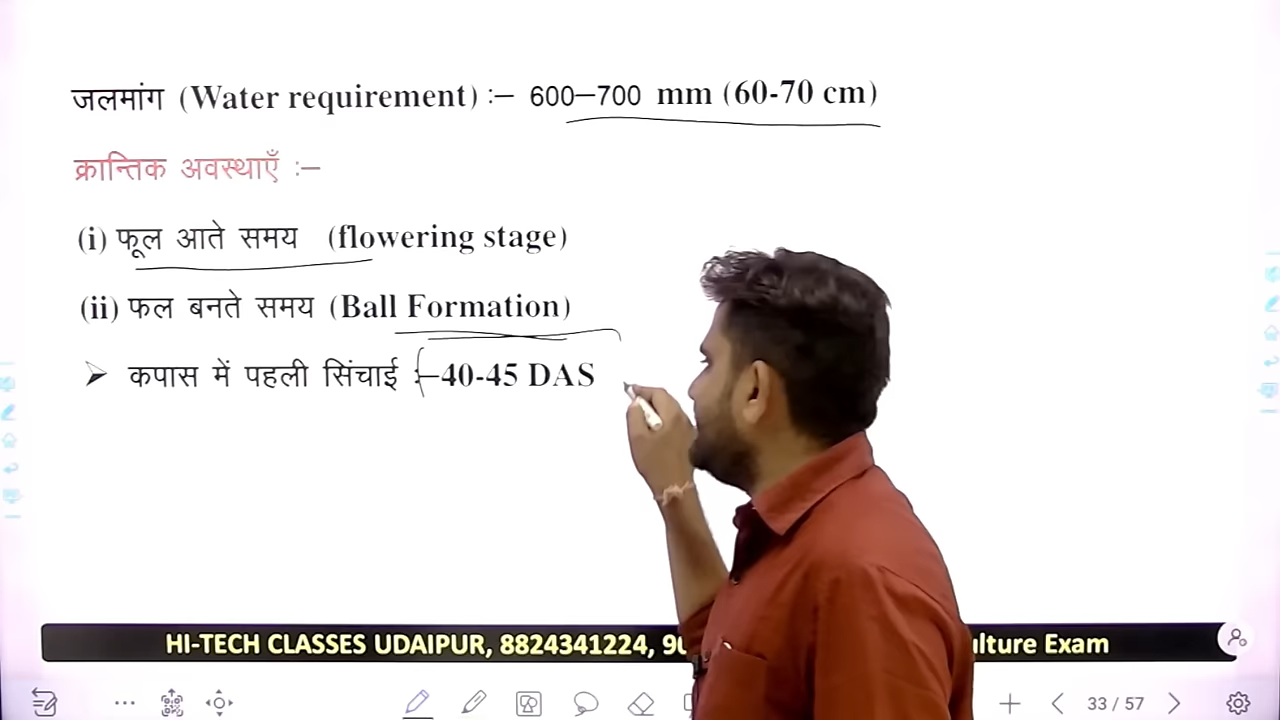 जलमांग (Water requirement) :– 600–700 mm (60-70 cm)
क्रान्तिक अवस्थाएँ :–
(i) फूल आते समय (flowering stage)
(ii) फल बनते समय (Ball Formation)
➤ कपास में पहली सिंचाई :–40-45 DAS
HI-TECH CLASSES UDAIPUR, 8824341224, Exam
33 / 57